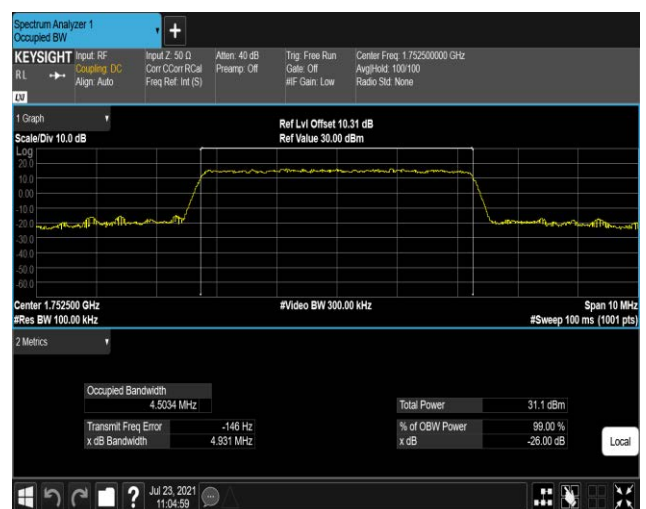 Spectrum Analyzer 1
Occupied BW
+
KEYSIGHT
RL
LXI
Input: RF
Coupling: DC
Align: Auto
Input Z: 50 Ω
Corr CCorr RCal
Freq Ref: Int (S)
Atten: 40 dB
Preamp: Off
Trig: Free Run
Gate: Off
#IF Gain: Low
Center Freq: 1.752500000 GHz
Avg|Hold: 100/100
Radio Std: None
1 Graph
Scale/Div 10.0 dB
Ref Lvl Offset 10.31 dB
Ref Value 30.00 dBm
Log
20.0
10.0
0.00
-10.0
-20.0
-30.0
-40.0
-50.0
-60.0
Center 1.752500 GHz
#Res BW 100.00 kHz
#Video BW 300.00 kHz
Span 10 MHz
#Sweep 100 ms (1001 pts)
2 Metrics
Occupied Bandwidth
4.5034 MHz
Transmit Freq Error -146 Hz
x dB Bandwidth 4.931 MHz
Total Power 31.1 dBm
% of OBW Power 99.00 %
x dB -26.00 dB
Local
?
Jul 23, 2021
11:04:59